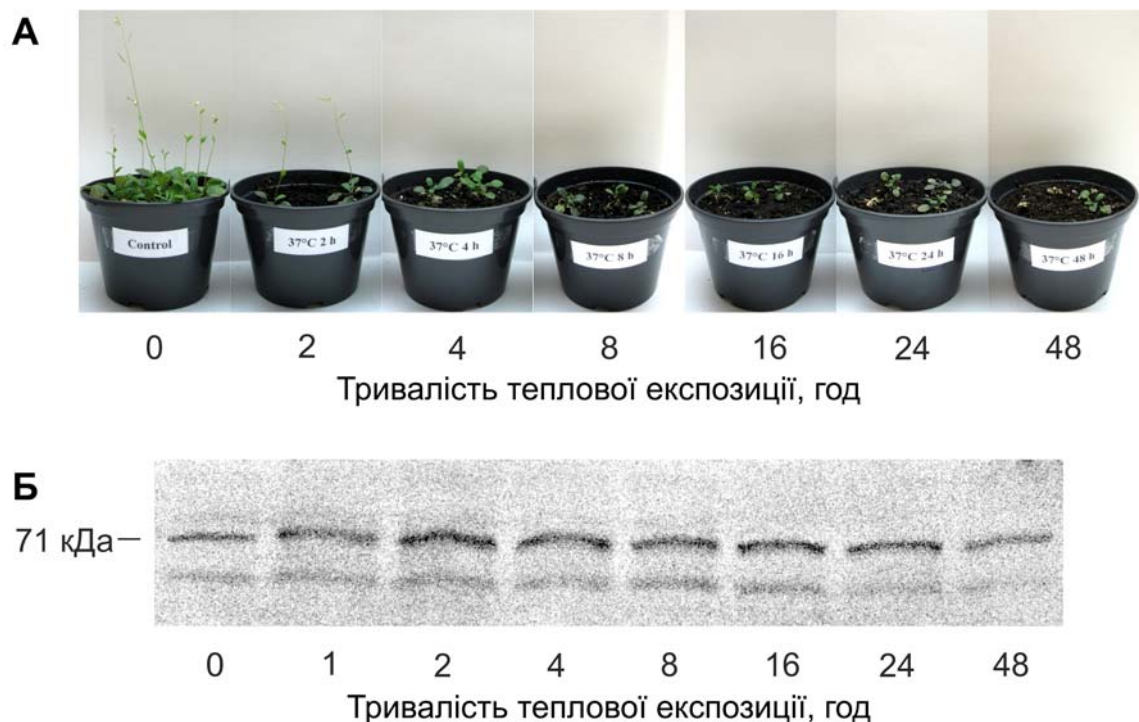 А
Control
37°C 2 h
37°C 4 h
37°C 8 h
37°C 16 h
37°C 24 h
37°C 48 h
0 2 4 8 16 24 48
Тривалість теплової експозиції, год
Б
71 кДа
0 1 2 4 8 16 24 48
Тривалість теплової експозиції, год